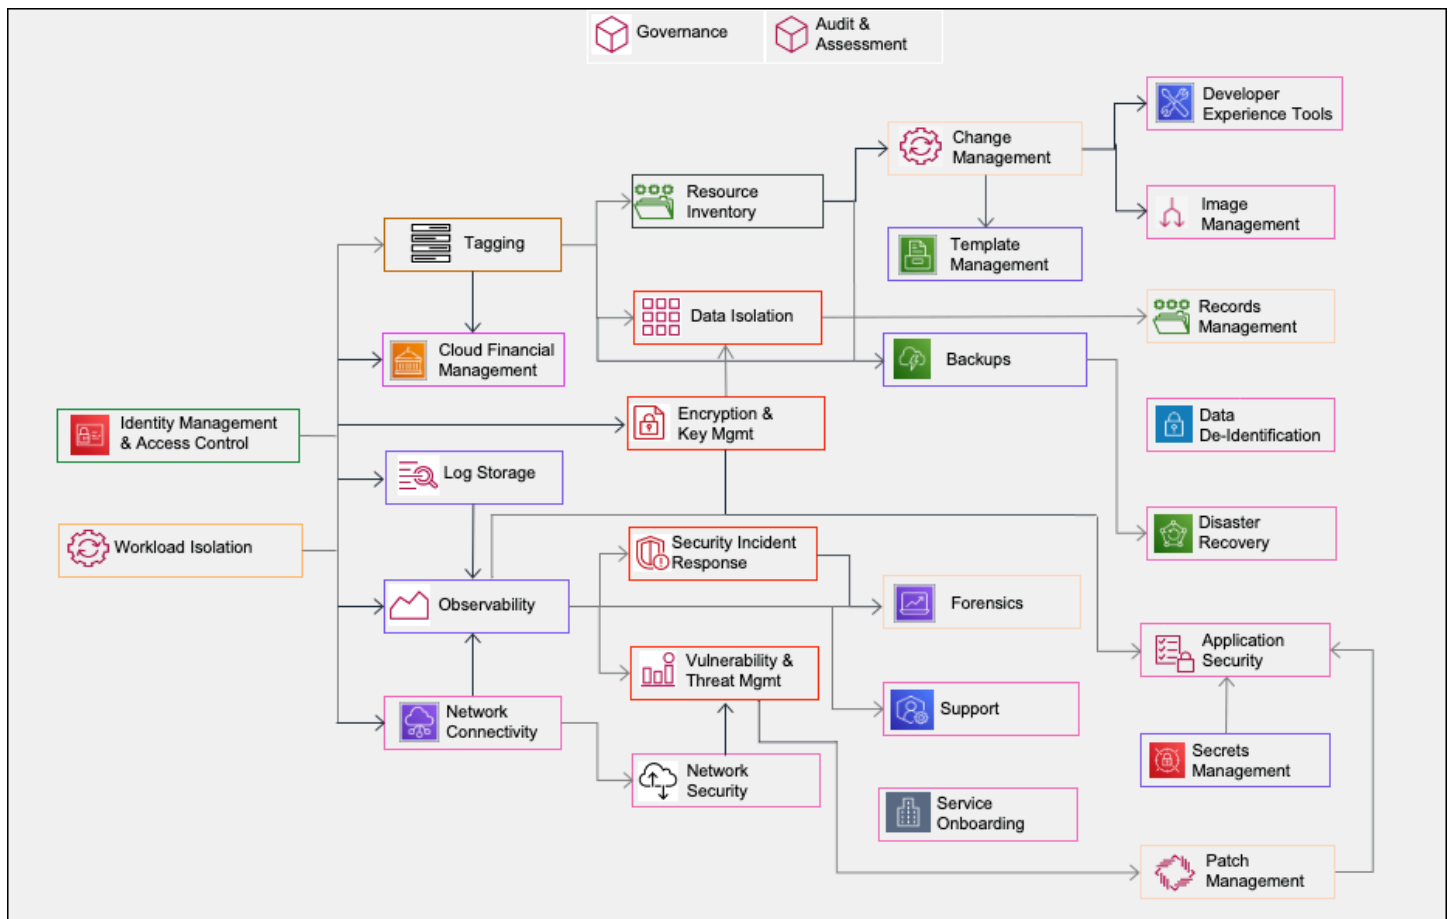 Governance
Audit &
Assessment
Developer
Experience Tools
Change
Management
Resource
Inventory
Image
Management
Tagging
Template
Management
Data Isolation
Records
Management
Cloud Financial
Management
Backups
Identity Management
& Access Control
Encryption &
Key Mgmt
Data
De-Identification
Log Storage
Workload Isolation
Security Incident
Response
Disaster
Recovery
Observability
Forensics
Application
Security
Vulnerability &
Threat Mgmt
Network
Connectivity
Support
Network
Security
Secrets
Management
Service
Onboarding
Patch
Management